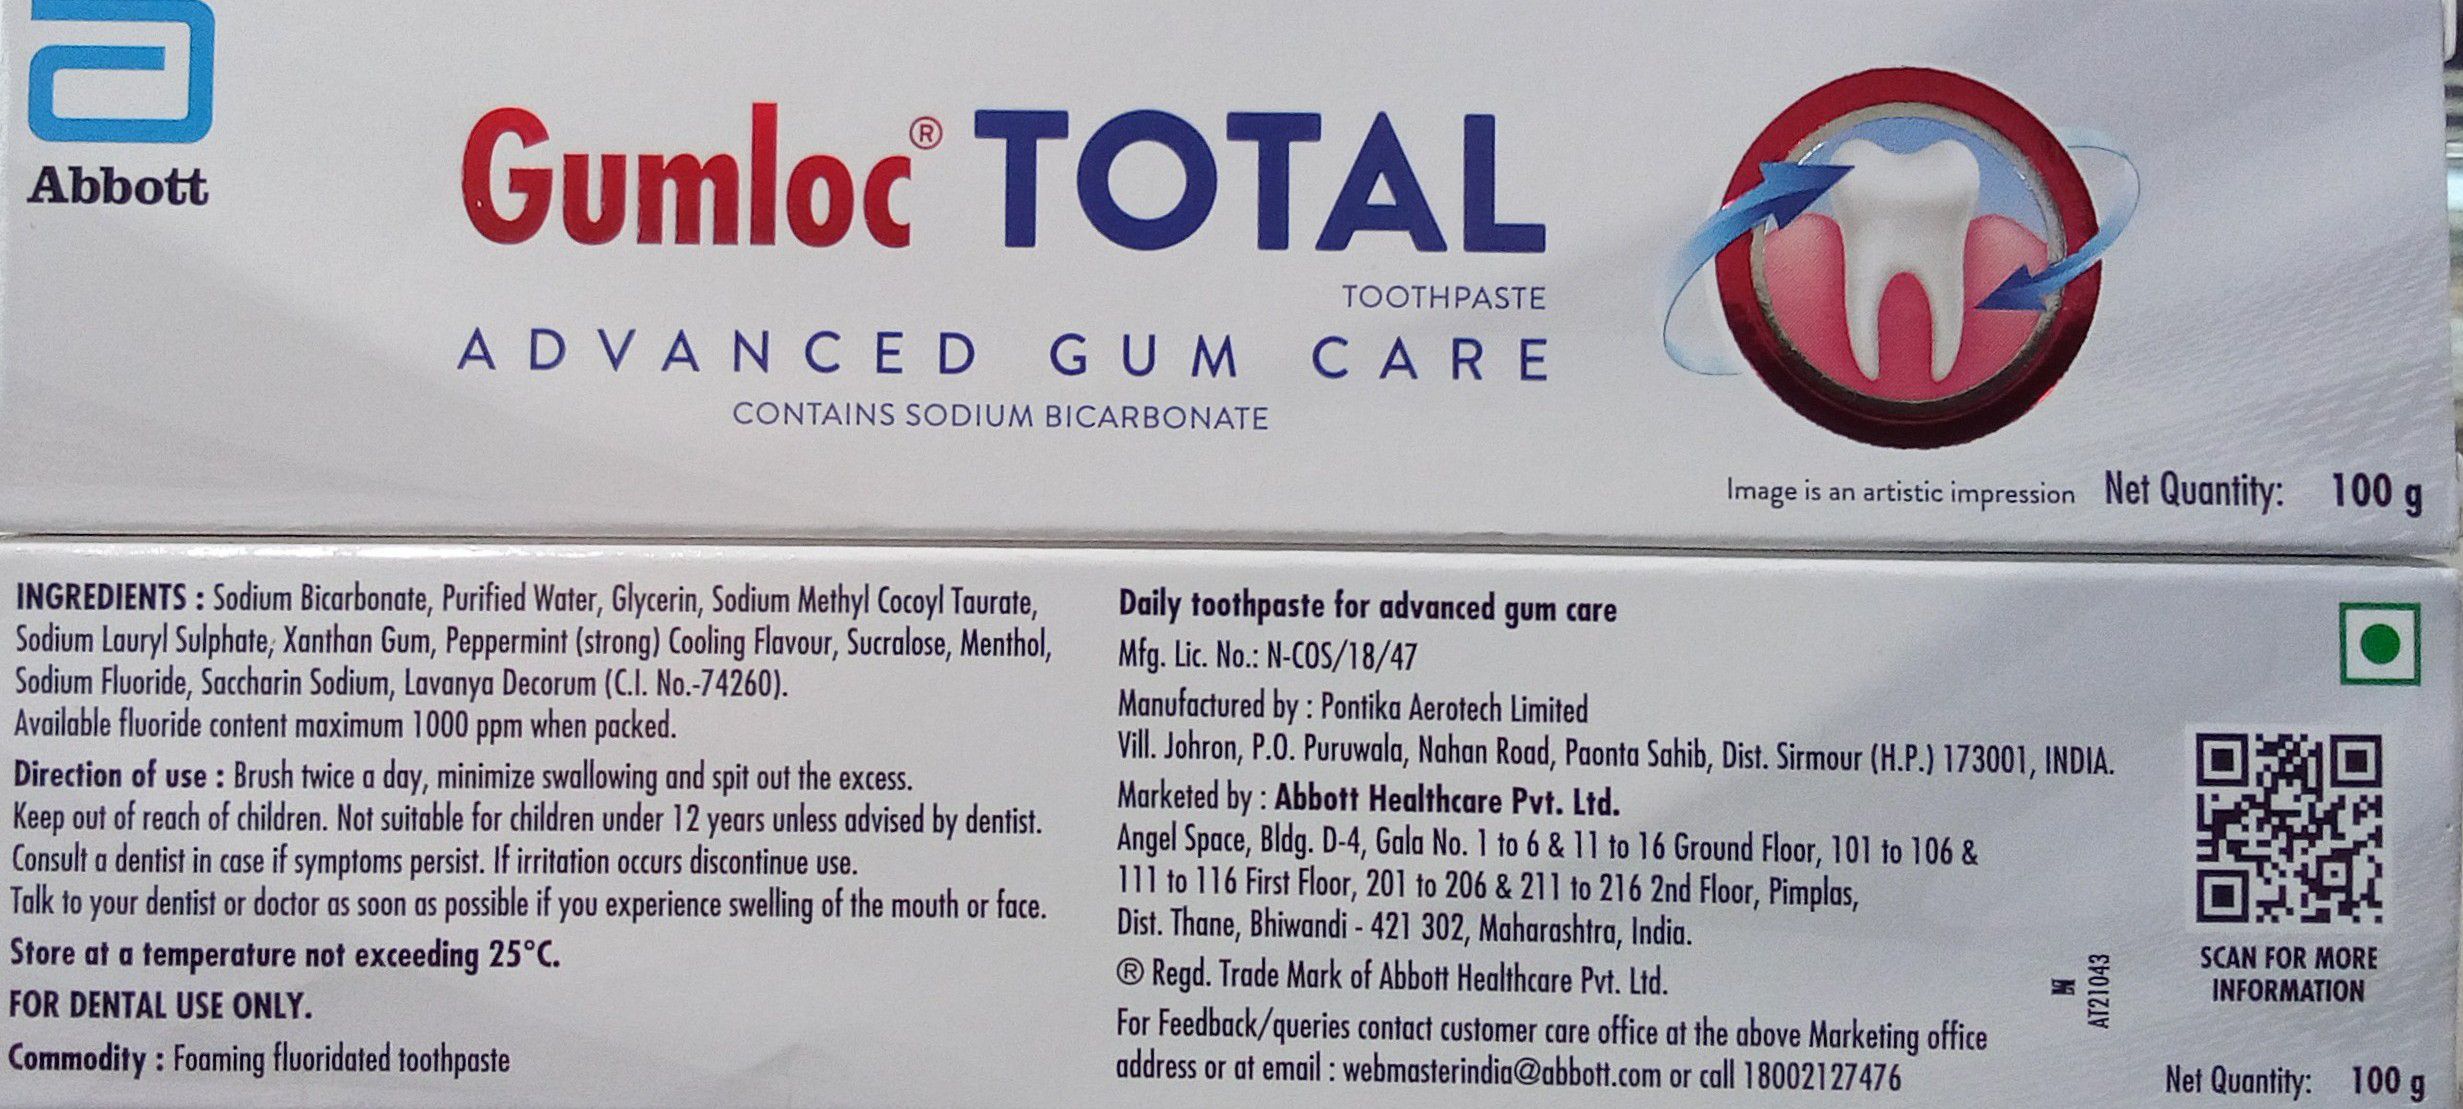 Abbott
Gumloc® TOTAL
TOOTHPASTE
ADVANCED GUM CARE
CONTAINS SODIUM BICARBONATE
Image is an artistic impression
Net Quantity: 100 g
INGREDIENTS : Sodium Bicarbonate, Purified Water, Glycerin, Sodium Methyl Cocoyl Taurate,
Sodium Lauryl Sulphate, Xanthan Gum, Peppermint (strong) Cooling Flavour, Sucralose, Menthol,
Sodium Fluoride, Saccharin Sodium, Lavanya Decorum (C.I. No.-74260).
Available fluoride content maximum 1000 ppm when packed.
Direction of use : Brush twice a day, minimize swallowing and spit out the excess.
Keep out of reach of children. Not suitable for children under 12 years unless advised by dentist.
Consult a dentist in case if symptoms persist. If irritation occurs discontinue use.
Talk to your dentist or doctor as soon as possible if you experience swelling of the mouth or face.
Store at a temperature not exceeding 25°C.
FOR DENTAL USE ONLY.
Commodity : Foaming fluoridated toothpaste
Daily toothpaste for advanced gum care
Mfg. Lic. No.: N-COS/18/47
Manufactured by : Pontika Aerotech Limited
Vill. Johron, P.O. Puruwala, Nahan Road, Paonta Sahib, Dist. Sirmour (H.P.) 173001, INDIA.
Marketed by : Abbott Healthcare Pvt. Ltd.
Angel Space, Bldg. D-4, Gala No. 1 to 6 & 11 to 16 Ground Floor, 101 to 106 &
111 to 116 First Floor, 201 to 206 & 211 to 216 2nd Floor, Pimplas,
Dist. Thane, Bhiwandi - 421 302, Maharashtra, India.
® Regd. Trade Mark of Abbott Healthcare Pvt. Ltd.
For Feedback/queries contact customer care office at the above Marketing office
address or at email : webmasterindia@abbott.com or call 18002127476
AT21043
SCAN FOR MORE
INFORMATION
Net Quantity: 100 g